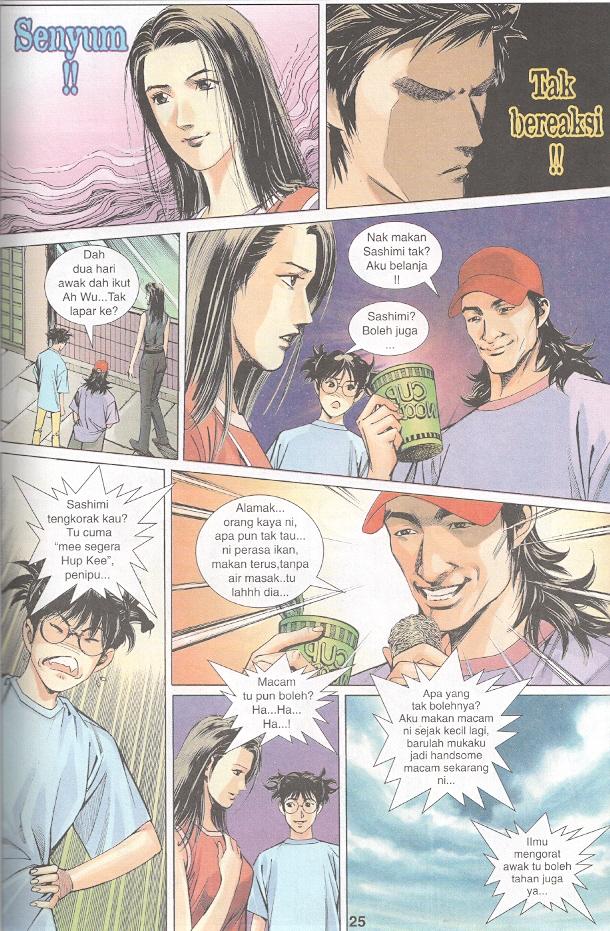 Senyum
!!
Tak
bereaksi
!!
Dah
dua hari
awak dah ikut
Ah Wu...Tak
lapar ke?
Nak makan
Sashimi tak?
Aku belanja
!!
Sashimi?
Boleh juga
...
CUP
NOODL
Sashimi
tengkorak kau?
Tu cuma
"mee segera
Hup Kee",
penipu...
Alamak...
orang kaya ni,
apa pun tak tau...
ni perasa ikan,
makan terus,tanpa
air masak..tu
lahhh dia...
CUP
Macam
tu pun boleh?
Ha...Ha...
Ha...!
Apa yang
tak bolehnya?
Aku makan macam
ni sejak kecil lagi,
barulah mukaku
jadi handsome
macam sekarang
ni...
Ilmu
mengorat
awak tu boleh
tahan juga
ya...
25